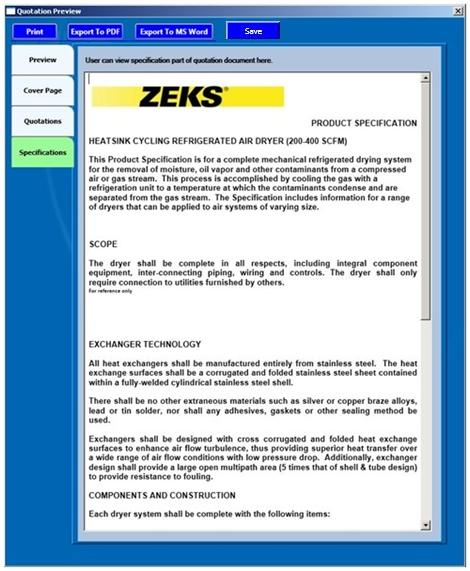 Quotation Preview
Print
Export To PDF
Export To MS Word
Save
Preview
Cover Page
Quotations
Specifications
User can view specification part of quotation document here.
ZEKS®
PRODUCT SPECIFICATION
HEATSINK CYCLING REFRIGERATED AIR DRYER (200-400 SCFM)
This Product Specification is for a complete mechanical refrigerated drying system
for the removal of moisture, oil vapor and other contaminants from a compressed
air or gas stream. This process is accomplished by cooling the gas with a
refrigeration unit to a temperature at which the contaminants condense and are
separated from the gas stream. The Specification includes information for a range
of dryers that can be applied to air systems of varying size.
SCOPE
The dryer shall be complete in all respects, including integral component
equipment, inter-connecting piping, wiring and controls. The dryer shall only
require connection to utilities furnished by others.
For reference only
EXCHANGER TECHNOLOGY
All heat exchangers shall be manufactured entirely from stainless steel. The heat
exchange surfaces shall be a corrugated and folded stainless steel sheet contained
within a fully-welded cylindrical stainless steel shell.
There shall be no other extraneous materials such as silver or copper braze alloys,
lead or tin solder, nor shall any adhesives, gaskets or other sealing method be
used.
Exchangers shall be designed with cross corrugated and folded heat exchange
surfaces to enhance air flow turbulence, thus providing superior heat transfer over
a wide range of air flow conditions with low pressure drop. Additionally, exchanger
design shall provide a large open multipath area (5 times that of shell & tube design)
to provide resistance to fouling.
COMPONENTS AND CONSTRUCTION
Each dryer system shall be complete with the following items: